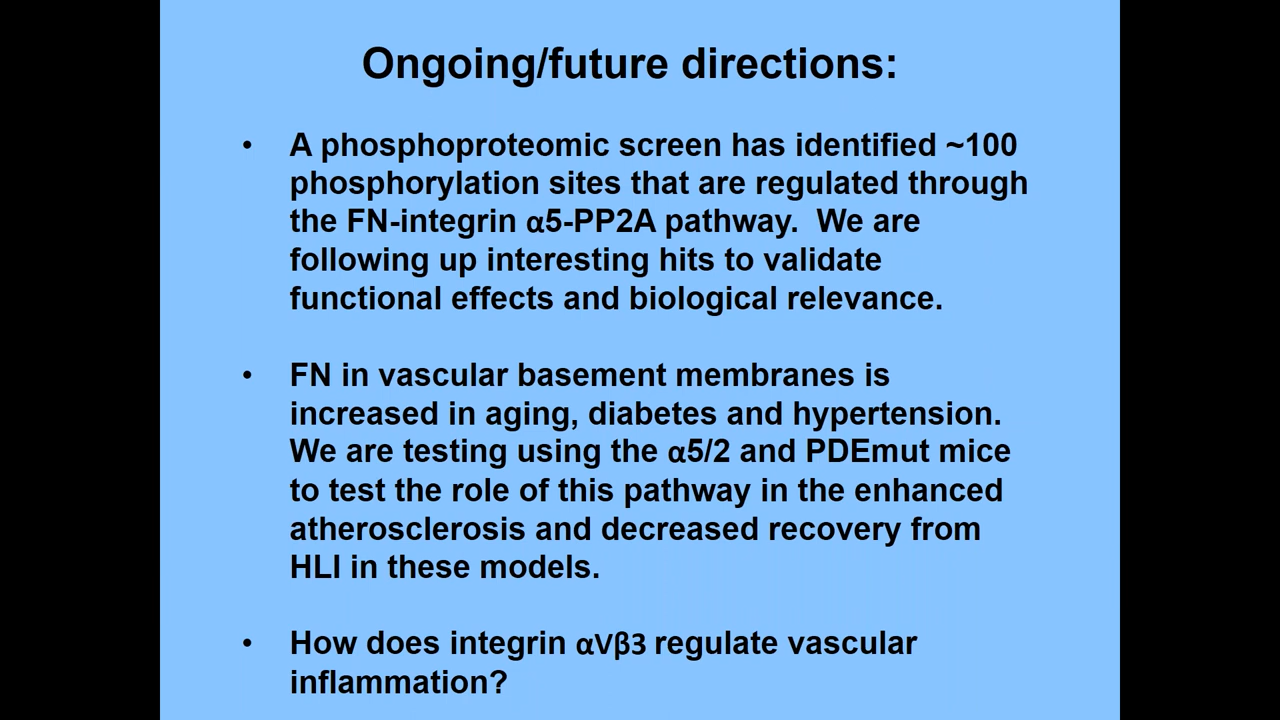 Ongoing/future directions:
• A phosphoproteomic screen has identified ~100
phosphorylation sites that are regulated through
the FN-integrin α5-PP2A pathway.  We are
following up interesting hits to validate
functional effects and biological relevance.
• FN in vascular basement membranes is
increased in aging, diabetes and hypertension.
We are testing using the α5/2 and PDEmut mice
to test the role of this pathway in the enhanced
atherosclerosis and decreased recovery from
HLI in these models.
• How does integrin αVβ3 regulate vascular
inflammation?